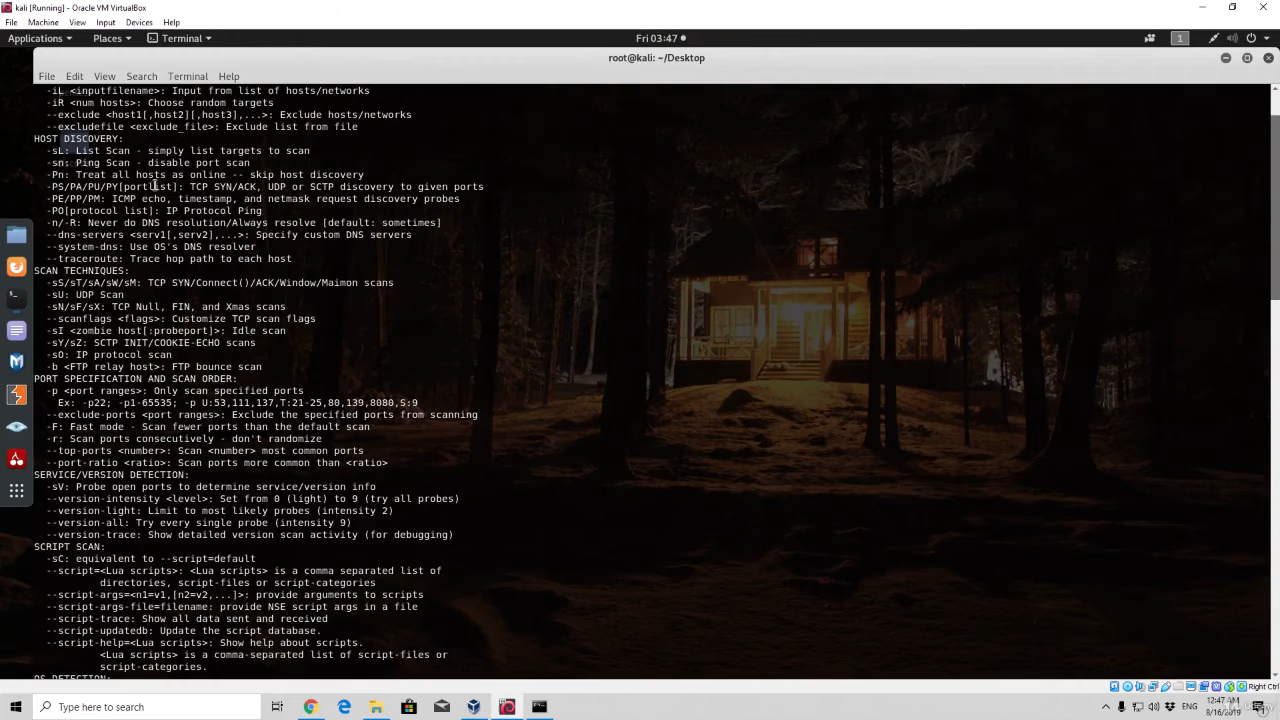 kali [Running] - Oracle VM VirtualBox
File Machine View Input Devices Help
Applications Places Terminal Fri 03:47 1
root@kali: ~/Desktop
File Edit View Search Terminal Help
-iL <inputfilename>: Input from list of hosts/networks
-iR <num hosts>: Choose random targets
--exclude <host1[,host2][,host3],...>: Exclude hosts/networks
--excludefile <exclude_file>: Exclude list from file
HOST DISCOVERY:
-sL: List Scan - simply list targets to scan
-sn: Ping Scan - disable port scan
-Pn: Treat all hosts as online -- skip host discovery
-PS/PA/PU/PY[portlist]: TCP SYN/ACK, UDP or SCTP discovery to given ports
-PE/PP/PM: ICMP echo, timestamp, and netmask request discovery probes
-PO[protocol list]: IP Protocol Ping
-n/-R: Never do DNS resolution/Always resolve [default: sometimes]
--dns-servers <serv1[,serv2],...>: Specify custom DNS servers
--system-dns: Use OS's DNS resolver
--traceroute: Trace hop path to each host
SCAN TECHNIQUES:
-sS/sT/sA/sW/sM: TCP SYN/Connect()/ACK/Window/Maimon scans
-sU: UDP Scan
-sN/sF/sX: TCP Null, FIN, and Xmas scans
--scanflags <flags>: Customize TCP scan flags
-sI <zombie host[:probeport]>: Idle scan
-sY/sZ: SCTP INIT/COOKIE-ECHO scans
-sO: IP protocol scan
-b <FTP relay host>: FTP bounce scan
PORT SPECIFICATION AND SCAN ORDER:
-p <port ranges>: Only scan specified ports
Ex: -p22; -p1-65535; -p U:53,111,137,T:21-25,80,139,8080,S:9
--exclude-ports <port ranges>: Exclude the specified ports from scanning
-F: Fast mode - Scan fewer ports than the default scan
-r: Scan ports consecutively - don't randomize
--top-ports <number>: Scan <number> most common ports
--port-ratio <ratio>: Scan ports more common than <ratio>
SERVICE/VERSION DETECTION:
-sV: Probe open ports to determine service/version info
--version-intensity <level>: Set from 0 (light) to 9 (try all probes)
--version-light: Limit to most likely probes (intensity 2)
--version-all: Try every single probe (intensity 9)
--version-trace: Show detailed version scan activity (for debugging)
SCRIPT SCAN:
-sC: equivalent to --script=default
--script=<Lua scripts>: <Lua scripts> is a comma separated list of
directories, script-files or script-categories
--script-args=<n1=v1,[n2=v2,...]>: provide arguments to scripts
--script-args-file=filename: provide NSE script args in a file
--script-trace: Show all data sent and received
--script-updatedb: Update the script database.
--script-help=<Lua scripts>: Show help about scripts.
<Lua scripts> is a comma-separated list of script-files or
script-categories.
OS DETECTION:
Right Ctrl
Type here to search
12:47 AM
8/16/2019